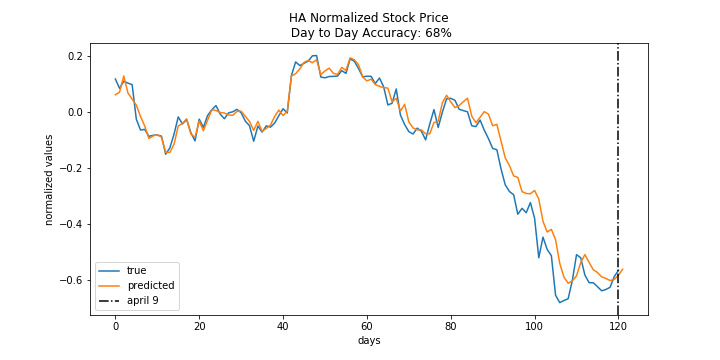 HA Normalized Stock Price
Day to Day Accuracy: 68%
normalized values
0.2
0.0
−0.2
−0.4
−0.6
true
predicted
april 9
0
20
40
60
80
100
120
days